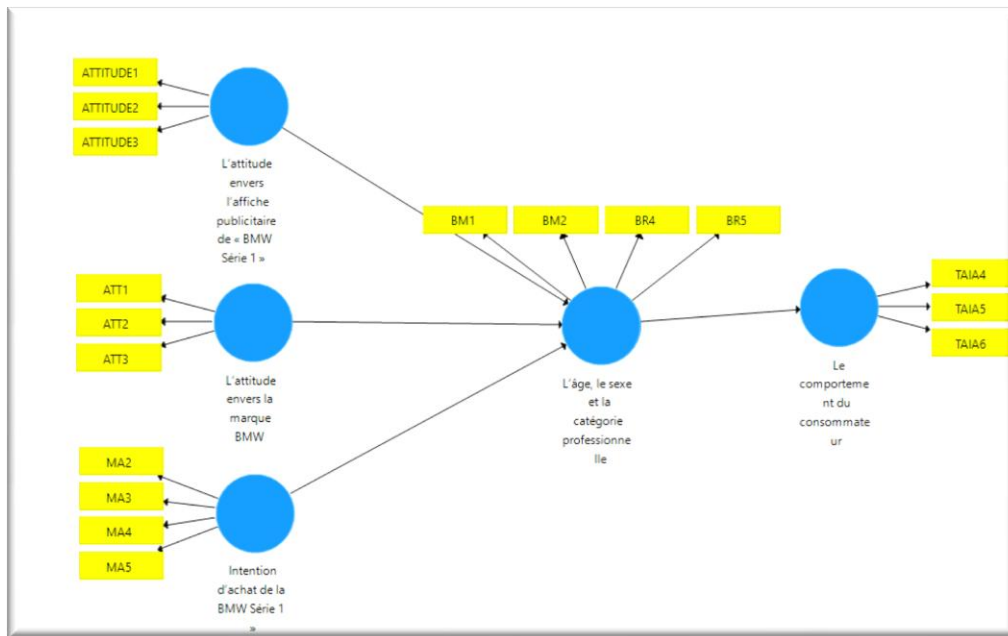 ATTITUDE1
ATTITUDE2
ATTITUDE3
L'attitude
envers
l'affiche
publicitaire
de « BMW
Série 1 »
BM1
BM2
BR4
BR5
ATT1
ATT2
ATT3
L'attitude
envers la
marque
BMW
L'âge, le sexe
et la
catégorie
professionne
lle
TAIA4
TAIA5
TAIA6
Le
comporteme
nt du
consommate
ur
MA2
MA3
MA4
MA5
Intention
d'achat de la
BMW Série 1
»